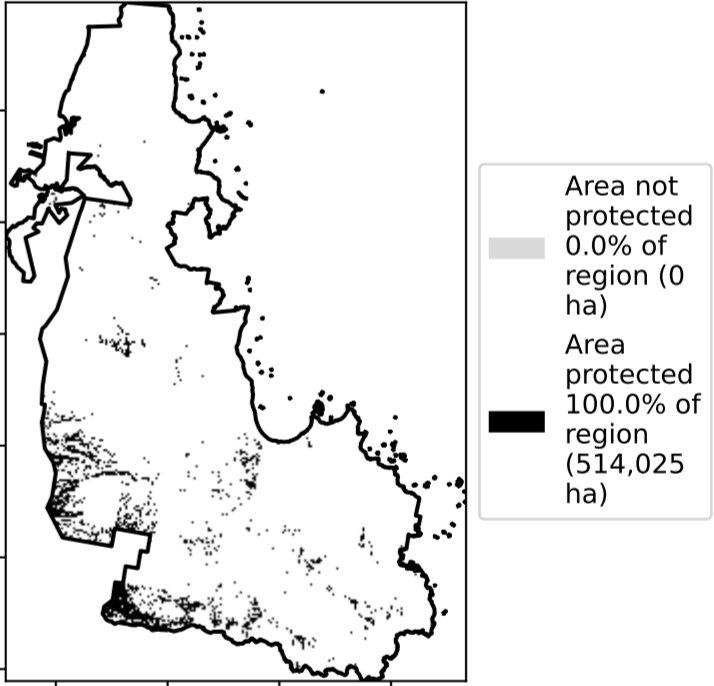 Area not
protected
0.0% of
region (0
ha)
Area
protected
100.0% of
region
(514,025
ha)